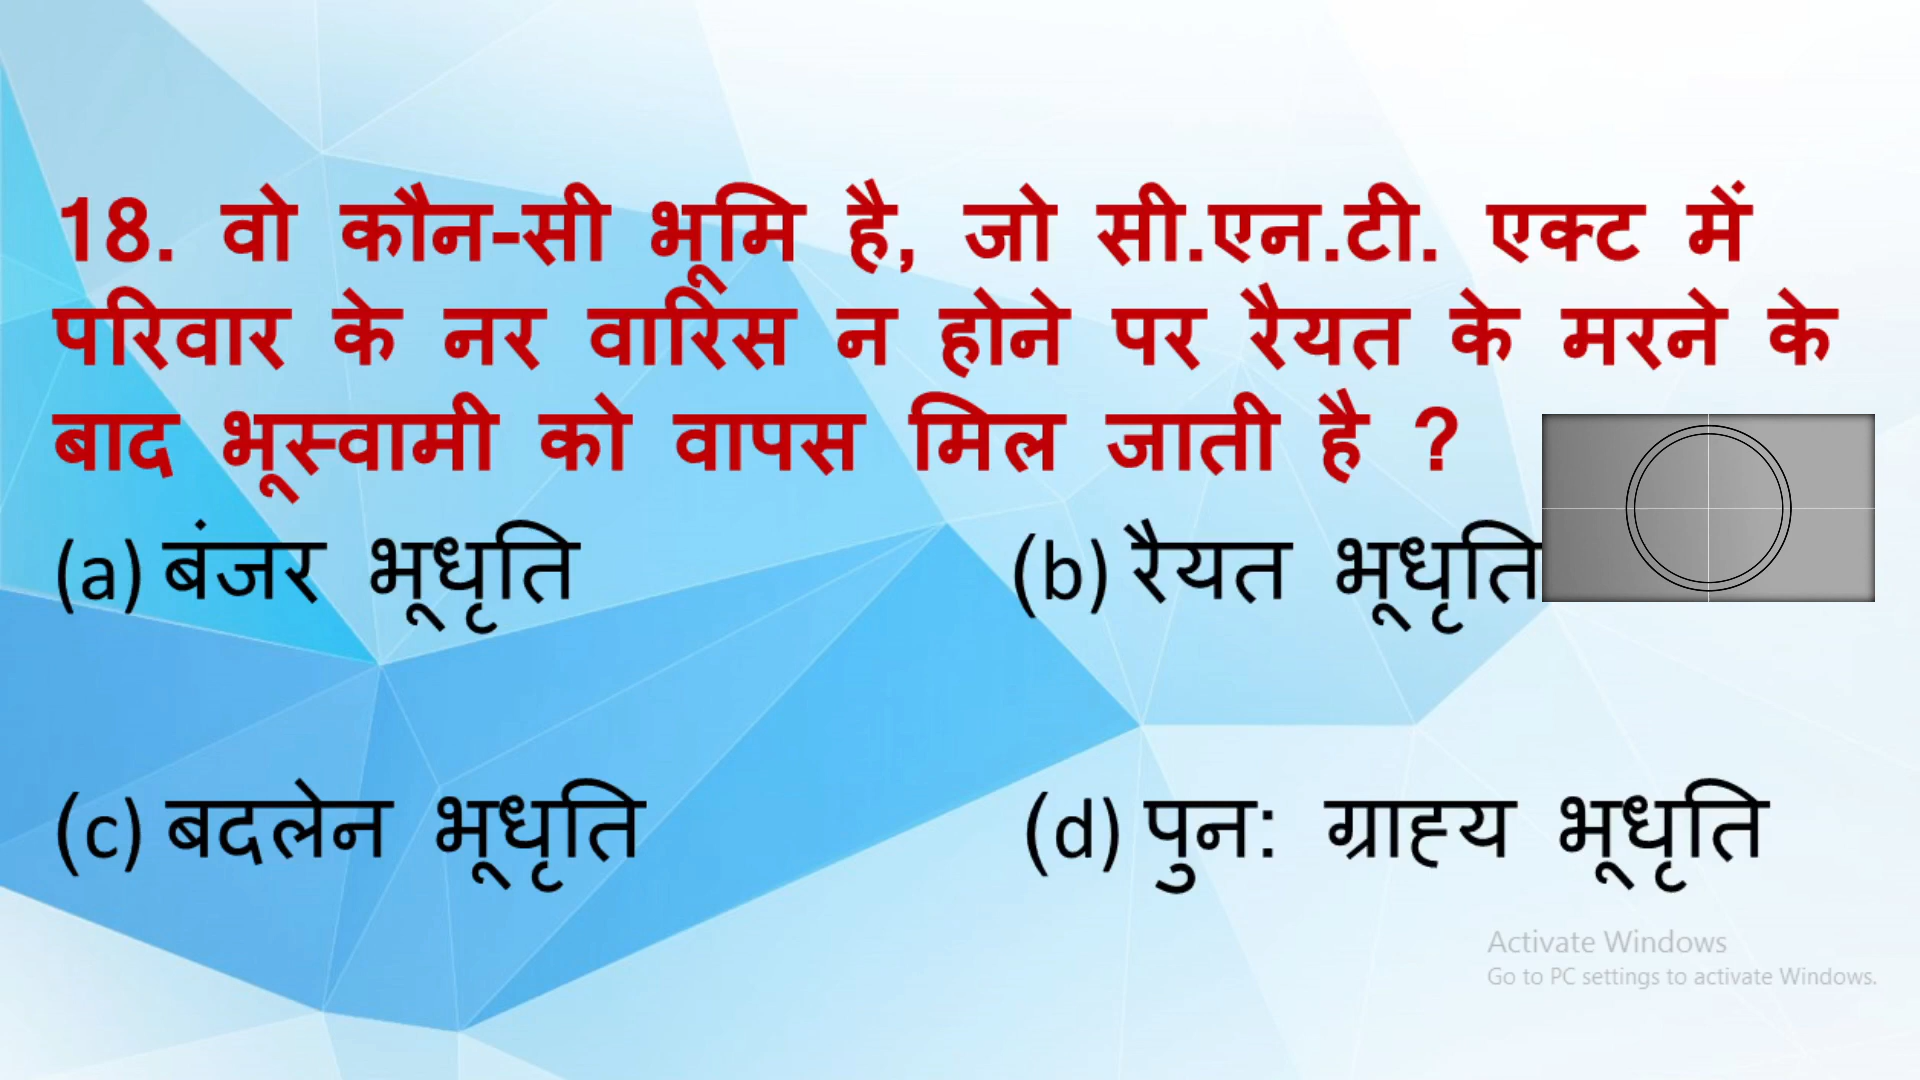 18. वो कौन-सी भूमि है, जो सी.एन.टी. एक्ट में
परिवार के नर वारिस न होने पर रैयत के मरने के
बाद भूस्वामी को वापस मिल जाती है ?
(a) बंजर भूधृति (b) रैयत भूधृति
(c) बदलेन भूधृति (d) पुन: ग्राह्य भूधृति
Activate Windows
Go to PC settings to activate Windows.